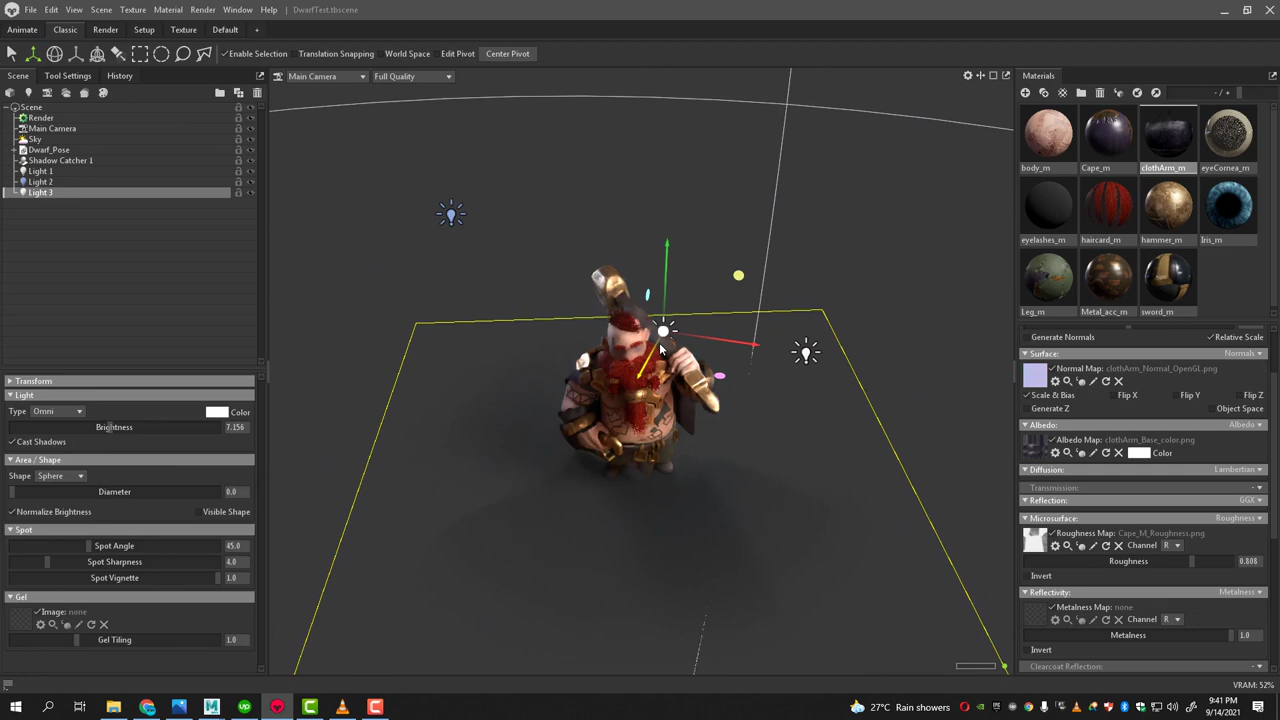 File Edit View Scene Texture Material Render Window Help DwarfTest.tbscene
Animate Classic Render Setup Texture Default +
Enable Selection Translation Snapping World Space Edit Pivot Center Pivot
Scene Tool Settings History
Main Camera Full Quality
Materials
Scene
Render
Main Camera
Sky
Dwarf_Pose
Shadow Catcher 1
Light 1
Light 2
Light 3
Transform
Light
Type Omni Color
Brightness 7.156
Cast Shadows
Area / Shape
Shape Sphere
Diameter 0.0
Normalize Brightness Visible Shape
Spot
Spot Angle 45.0
Spot Sharpness 4.0
Spot Vignette 1.0
Gel
Image: none
Gel Tiling 1.0
- / +
body_m Cape_m clothArm_m eyeCornea_m
eyelashes_m haircard_m hammer_m Iris_m
Leg_m Metal_acc_m sword_m
Generate Normals Relative Scale
Surface: Normals
Normal Map: clothArm_Normal_OpenGL.png
Scale & Bias Flip X Flip Y Flip Z
Generate Z Object Space
Albedo: Albedo
Albedo Map: clothArm_Base_color.png
Color
Diffusion: Lambertian
Transmission: -
Reflection: GGX
Microsurface: Roughness
Roughness Map: Cape_M_Roughness.png
Channel R
Roughness 0.808
Invert
Reflectivity: Metalness
Metalness Map: none
Channel R
Metalness 1.0
Invert
Clearcoat Reflection: -
VRAM: 52%
27°C Rain showers 9:41 PM
9/14/2021